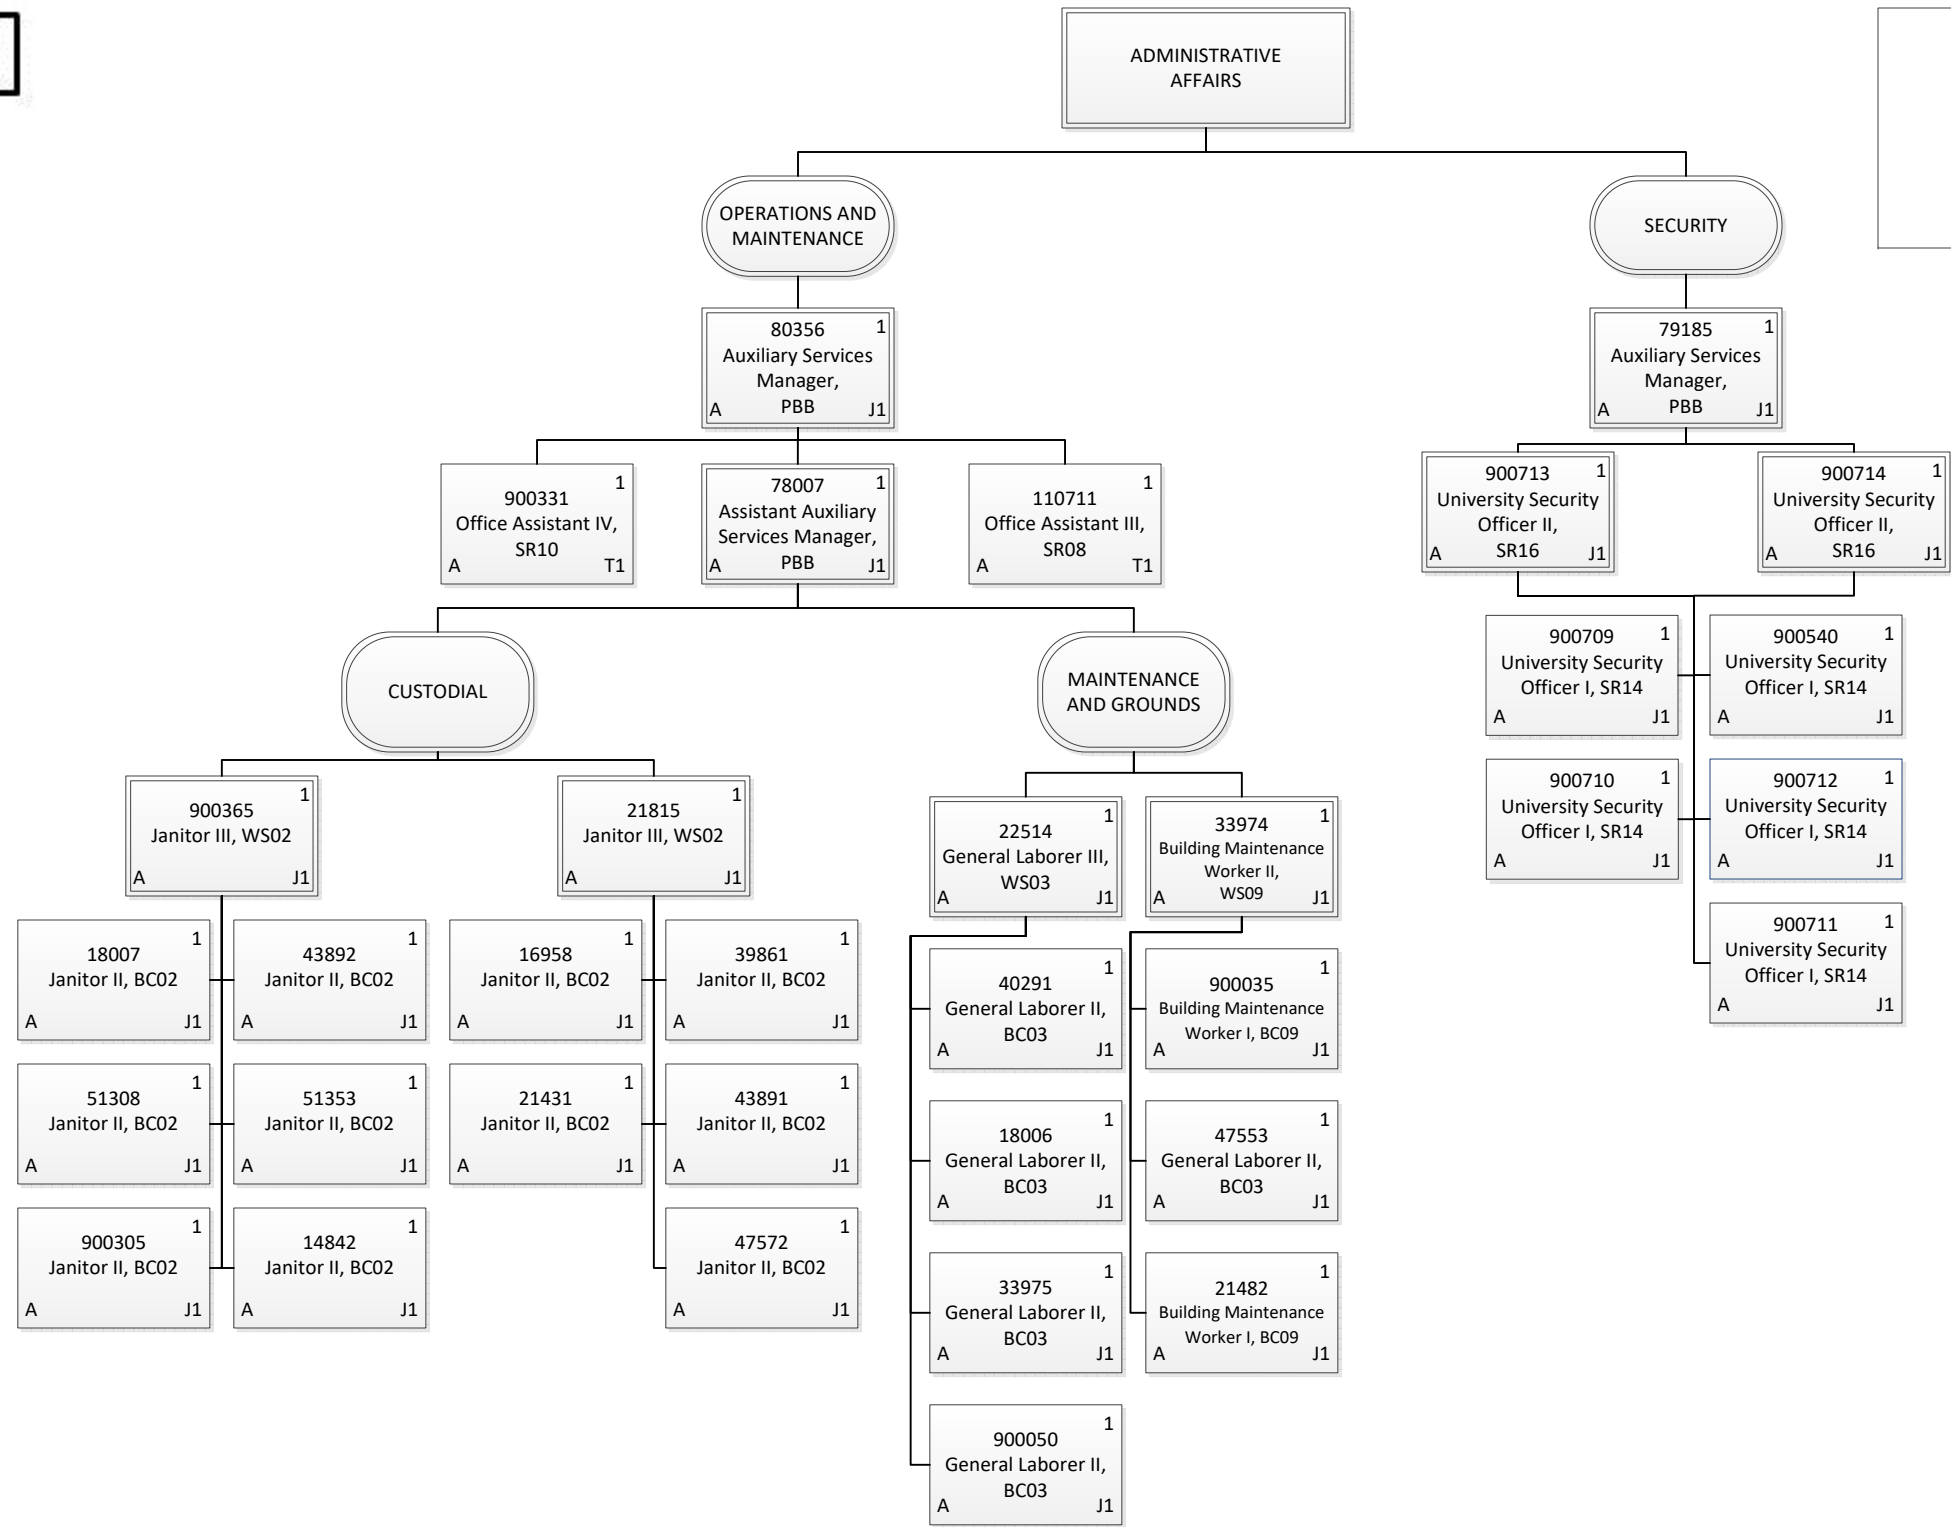 ADMINISTRATIVE
AFFAIRS
OPERATIONS AND
MAINTENANCE
SECURITY
80356 1
Auxiliary Services
Manager,
A PBB J1
79185 1
Auxiliary Services
Manager,
A PBB J1
900331 1
Office Assistant IV,
SR10
A T1
78007 1
Assistant Auxiliary
Services Manager,
A PBB J1
110711 1
Office Assistant III,
SR08
A T1
900713 1
University Security
Officer II,
A SR16 J1
900714 1
University Security
Officer II,
A SR16 J1
900709 1
University Security
Officer I, SR14
A J1
900540 1
University Security
Officer I, SR14
A J1
900710 1
University Security
Officer I, SR14
A J1
900712 1
University Security
Officer I, SR14
A J1
900711 1
University Security
Officer I, SR14
A J1
CUSTODIAL
MAINTENANCE
AND GROUNDS
900365 1
Janitor III, WS02
A J1
21815 1
Janitor III, WS02
A J1
22514 1
General Laborer III,
WS03
A J1
33974 1
Building Maintenance
Worker II,
WS09
A J1
18007 1
Janitor II, BC02
A J1
43892 1
Janitor II, BC02
A J1
16958 1
Janitor II, BC02
A J1
39861 1
Janitor II, BC02
A J1
51308 1
Janitor II, BC02
A J1
51353 1
Janitor II, BC02
A J1
21431 1
Janitor II, BC02
A J1
43891 1
Janitor II, BC02
A J1
900305 1
Janitor II, BC02
A J1
14842 1
Janitor II, BC02
A J1
47572 1
Janitor II, BC02
A J1
40291 1
General Laborer II,
BC03
A J1
900035 1
Building Maintenance
Worker I, BC09
A J1
18006 1
General Laborer II,
BC03
A J1
47553 1
General Laborer II,
BC03
A J1
33975 1
General Laborer II,
BC03
A J1
21482 1
Building Maintenance
Worker I, BC09
A J1
900050 1
General Laborer II,
BC03
A J1